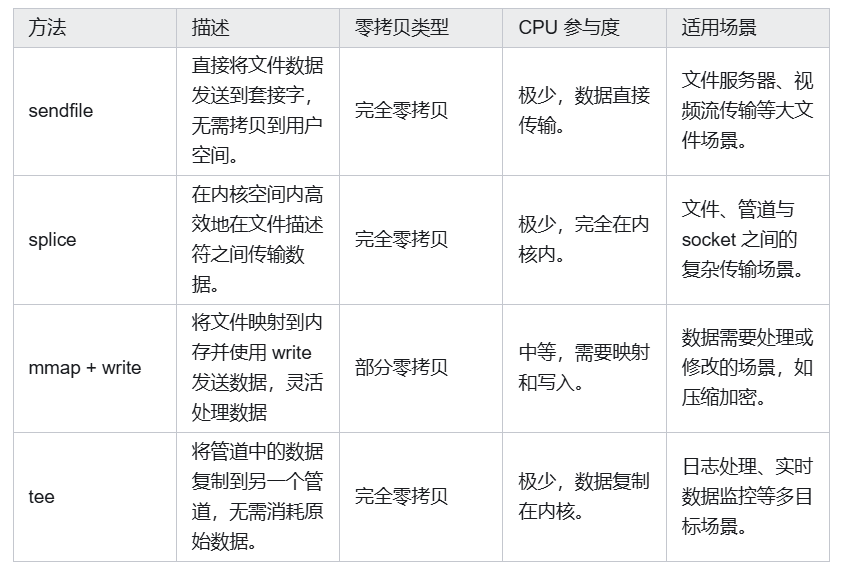 方法
描述
零拷贝类型
CPU 参与度
适用场景
sendfile
直接将文件数据
发送到套接字，
无需拷贝到用户
空间。
完全零拷贝
极少，数据直接
传输。
文件服务器、视
频流传输等大文
件场景。
splice
在内核空间内高
效地在文件描述
符之间传输数
据。
完全零拷贝
极少，完全在内
核内。
文件、管道与
socket 之间的
复杂传输场景。
mmap + write
将文件映射到内
存并使用 write
发送数据，灵活
处理数据
部分零拷贝
中等，需要映射
和写入。
数据需要处理或
修改的场景，如
压缩加密。
tee
将管道中的数据
复制到另一个管
道，无需消耗原
始数据。
完全零拷贝
极少，数据复制
在内核。
日志处理、实时
数据监控等多目
标场景。